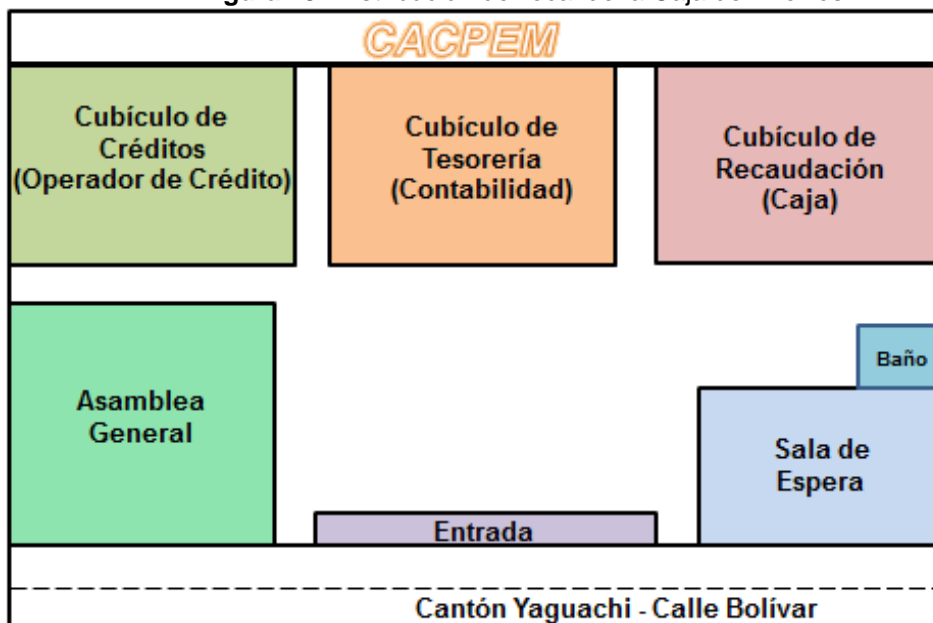 CACPEM
Cubículo de
Créditos
(Operador de Crédito)
Cubículo de
Tesorería
(Contabilidad)
Cubículo de
Recaudación
(Caja)
Asamblea
General
Baño
Sala de
Espera
Entrada
Cantón Yaguachi - Calle Bolívar